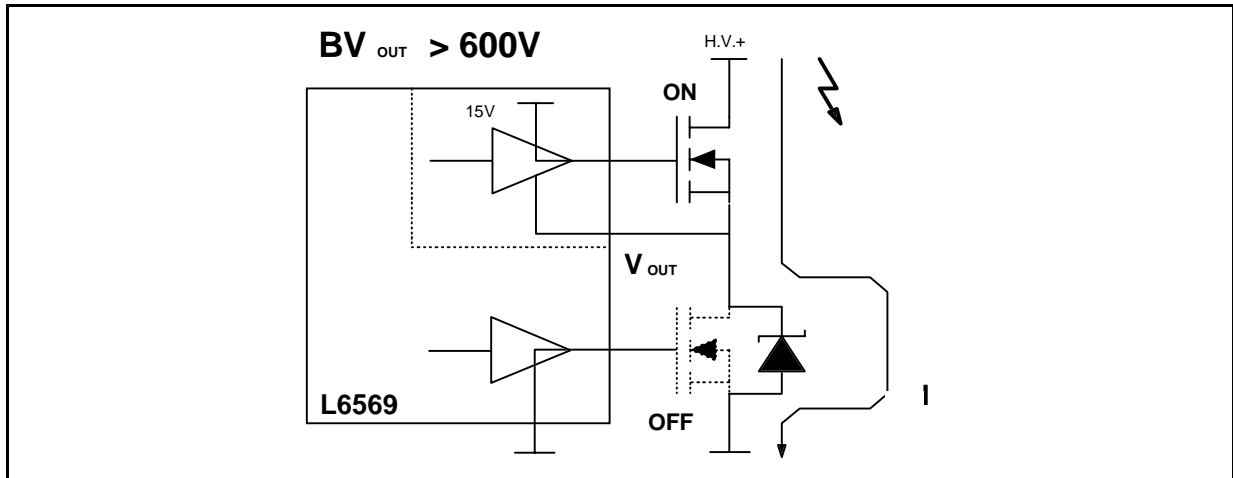 BV OUT > 600V
H.V.+
ON
15V
V OUT
L6569
OFF
I